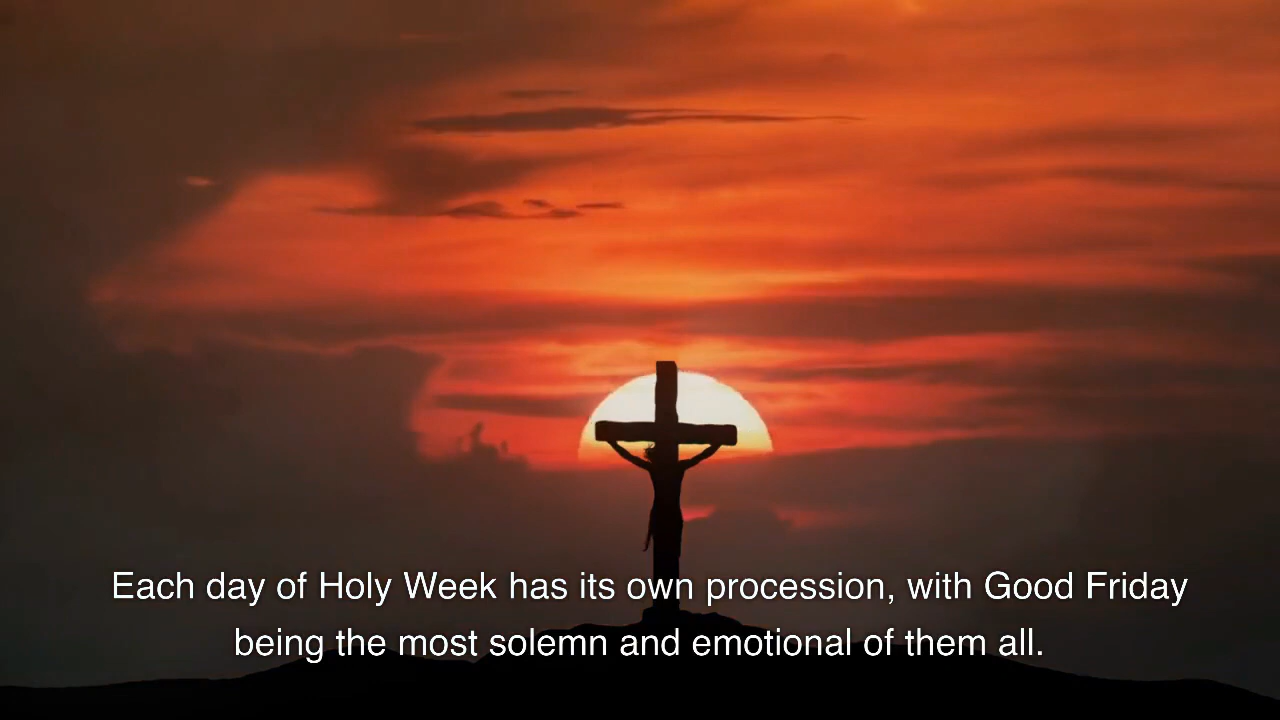 Each day of Holy Week has its own procession, with Good Friday
being the most solemn and emotional of them all.